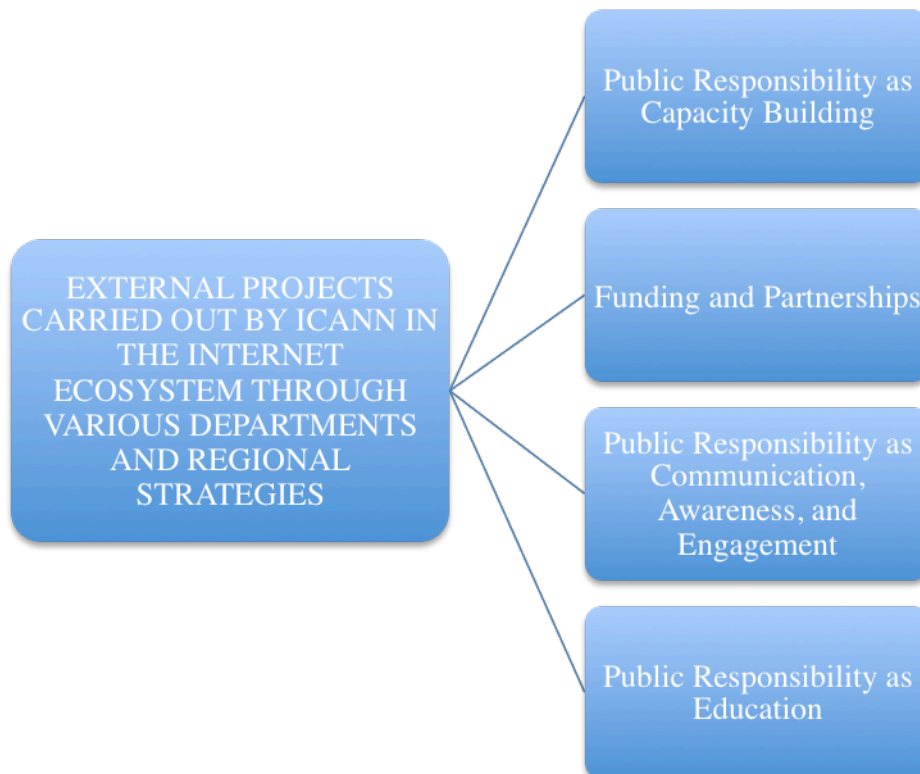 EXTERNAL PROJECTS
CARRIED OUT BY ICANN IN
THE INTERNET
ECOSYSTEM THROUGH
VARIOUS DEPARTMENTS
AND REGIONAL
STRATEGIES
Public Responsibility as
Capacity Building
Funding and Partnerships
Public Responsibility as
Communication,
Awareness, and
Engagement
Public Responsibility as
Education